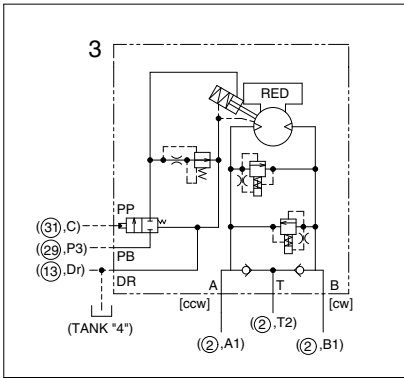 3
RED
PP
(㉛,C)
(㉙,P3)
PB
(⑬,Dr)
DR
A
T
B
[ccw]
[cw]
(TANK "4")
(②,A1)
(②,T2)
(②,B1)